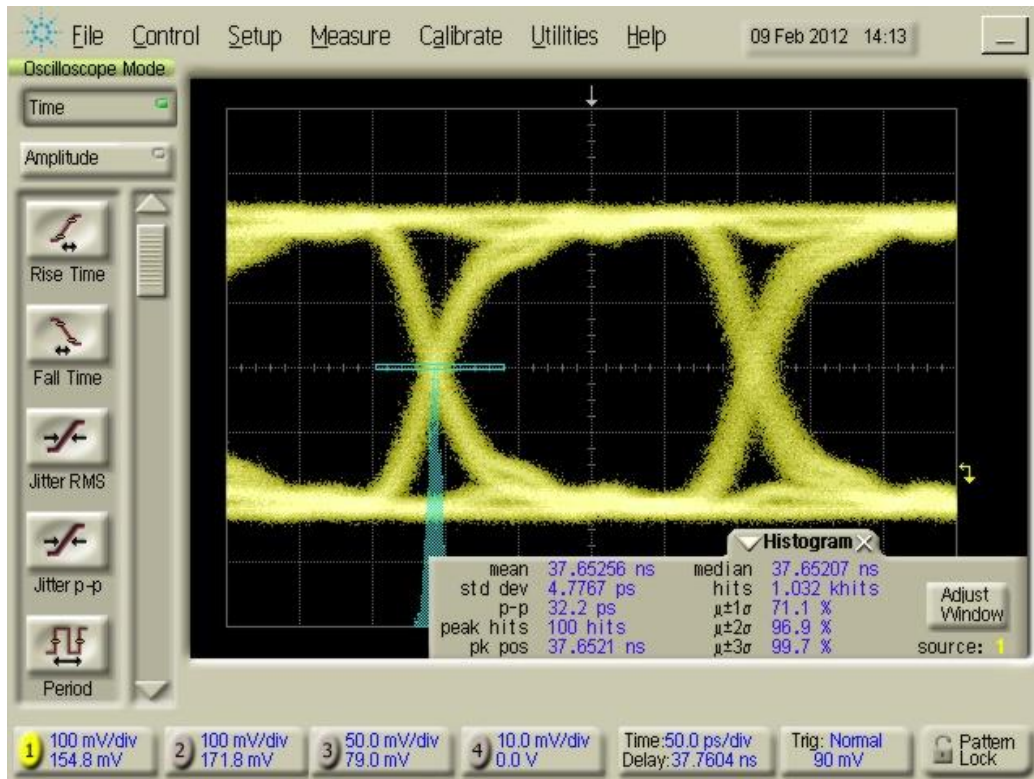 File Control Setup Measure Calibrate Utilities Help 09 Feb 2012 14:13
Oscilloscope Mode
Time
Amplitude
Rise Time
Fall Time
Jitter RMS
Jitter p-p
Period
Histogram
mean 37.65256 ns median 37.65207 ns
std dev 4.7767 ps hits 1.032 khits
p-p 32.2 ps µ±1σ 71.1 %
peak hits 100 hits µ±2σ 96.9 %
pk pos 37.6521 ns µ±3σ 99.7 %
Adjust
Window
source: 1
1 100 mV/div
154.8 mV
2 100 mV/div
171.8 mV
3 50.0 mV/div
79.0 mV
4 10.0 mV/div
0.0 V
Time:50.0 ps/div
Delay:37.7604 ns
Trig: Normal
90 mV
Pattern
Lock